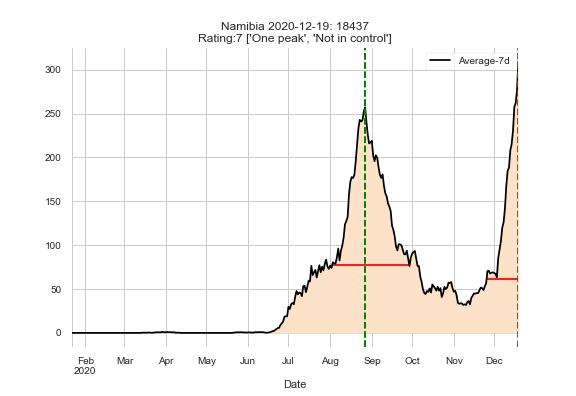 Namibia 2020-12-19: 18437
Rating:7 ['One peak', 'Not in control']
Average-7d
300
250
200
150
100
50
0
Feb Mar Apr May Jun Jul Aug Sep Oct Nov Dec
2020
Date